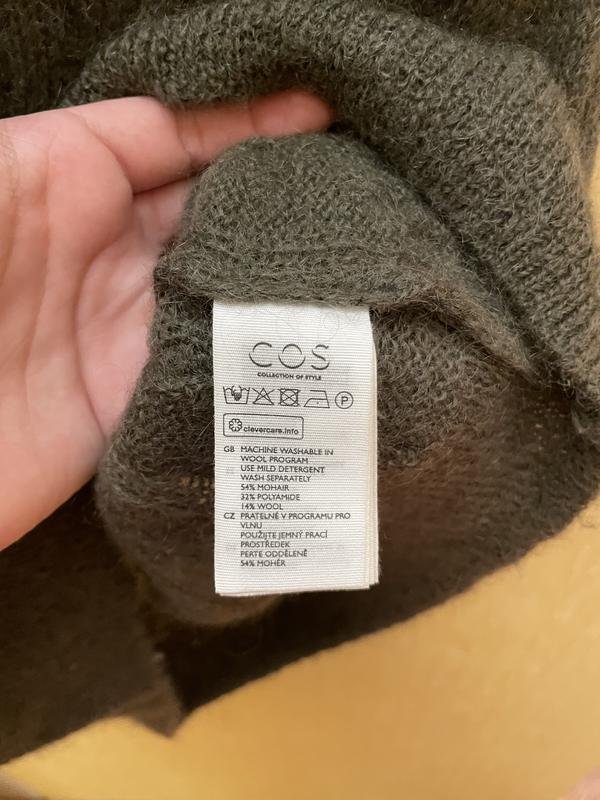 COS
COLLECTION OF STYLE
P
clevercare.info
GB MACHINE WASHABLE IN
WOOL PROGRAM
USE MILD DETERGENT
WASH SEPARATELY
54% MOHAIR
32% POLYAMIDE
14% WOOL
CZ PRATELNÉ V PROGRAMU PRO
VLNU
POUŽIJTE JEMNÝ PRACÍ
PROSTŘEDEK
PERTE ODDĚLENĚ
54% MOHÉR